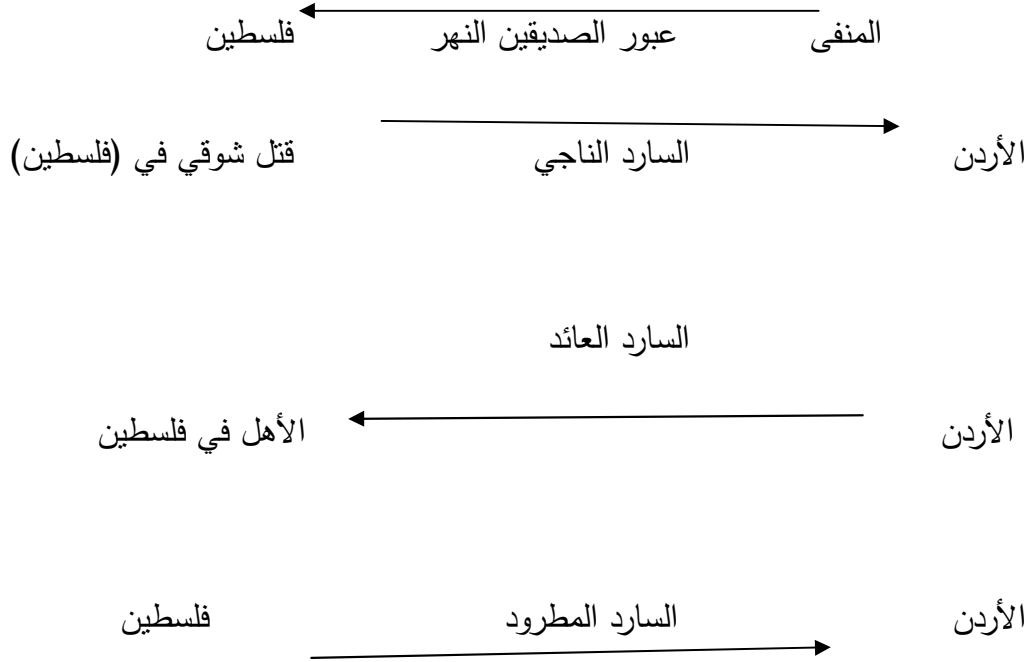 المنفى عبور الصديقين النهر فلسطين
الأردن السارد الناجي قتل شوقي في (فلسطين)
السارد العائد
الأردن الأهل في فلسطين
الأردن السارد المطرود فلسطين